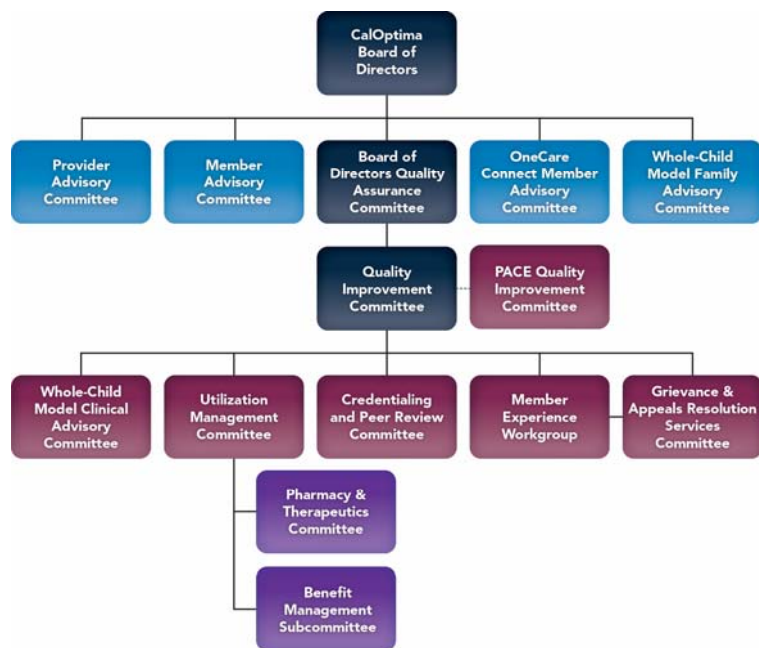 CalOptima
Board of
Directors
Provider
Advisory
Committee
Member
Advisory
Committee
Board of
Directors Quality
Assurance
Committee
OneCare
Connect Member
Advisory
Committee
Whole-Child
Model Family
Advisory
Committee
Quality
Improvement
Committee
PACE Quality
Improvement
Committee
Whole-Child
Model Clinical
Advisory
Committee
Utilization
Management
Committee
Credentialing
and Peer Review
Committee
Member
Experience
Workgroup
Grievance &
Appeals Resolution
Services
Committee
Pharmacy &
Therapeutics
Committee
Benefit
Management
Subcommittee